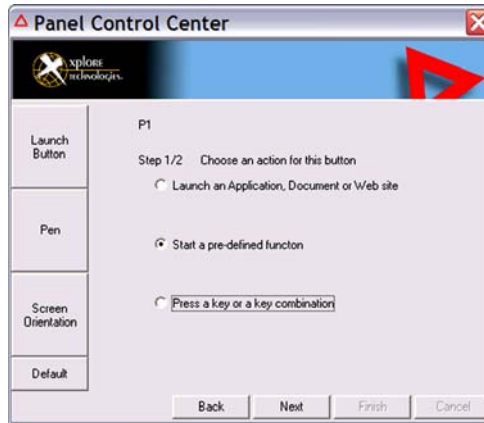 Panel Control Center
xplore
technologies.
Launch
Button
Pen
Screen
Orientation
Default
P1
Step 1/2 Choose an action for this button
Launch an Application, Document or Web site
Start a pre-defined functon
Press a key or a key combination
Back Next Finish Cancel